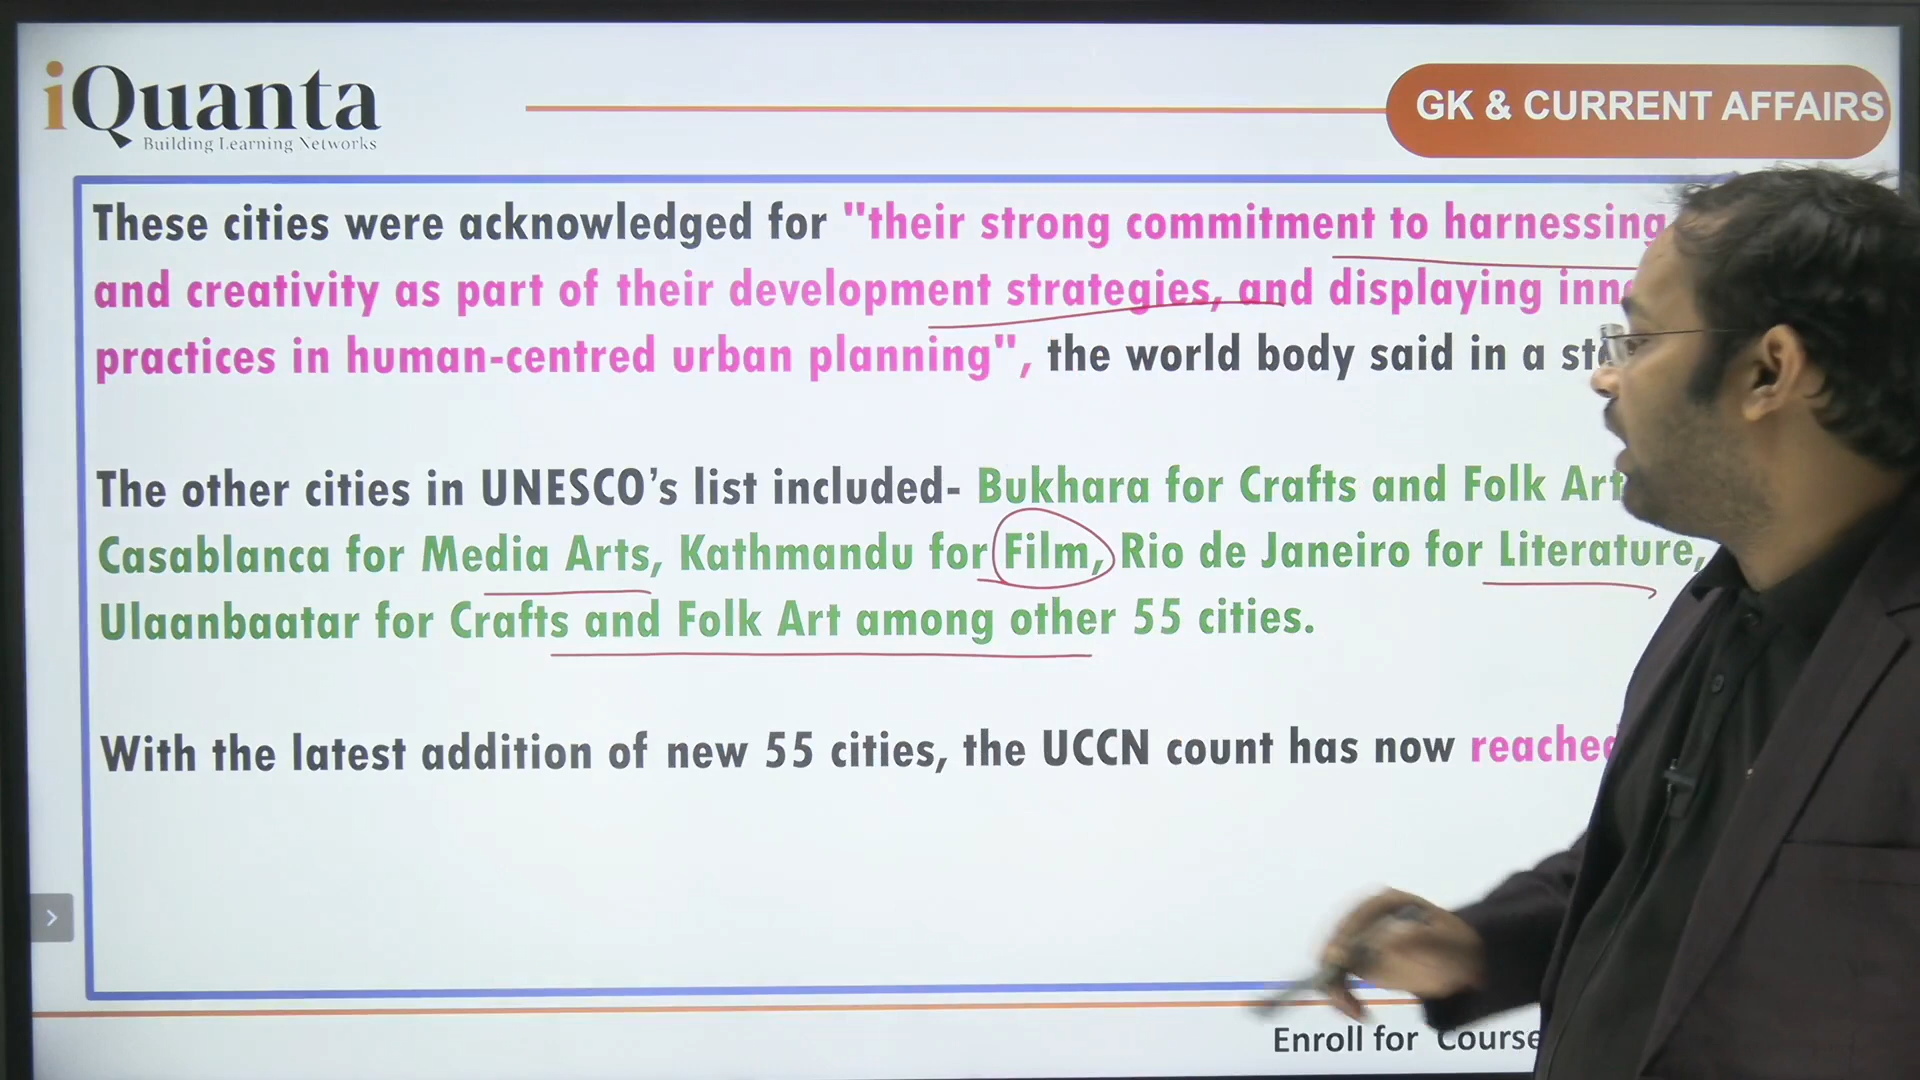 iQuanta
Building Learning Networks
GK & CURRENT AFFAIRS
These cities were acknowledged for "their strong commitment to harnessing
and creativity as part of their development strategies, and displaying
practices in human-centred urban planning", the world body said in a
The other cities in UNESCO’s list included- Bukhara for Crafts and Folk
Casablanca for Media Arts, Kathmandu for Film, Rio de Janeiro for Literature,
Ulaanbaatar for Crafts and Folk Art among other 55 cities.
With the latest addition of new 55 cities, the UCCN count has now reached
Enroll for Course